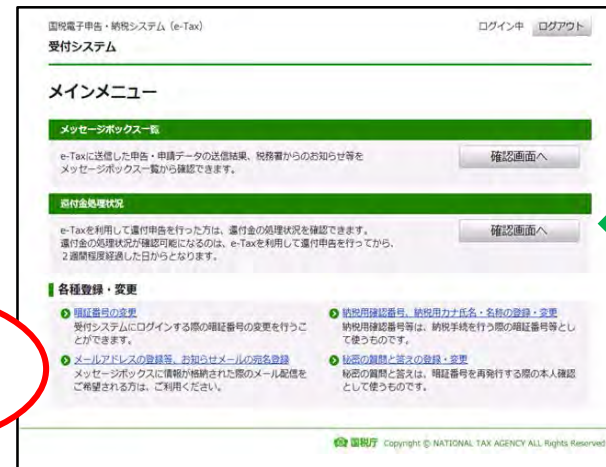 国税電子申告・納税システム（e-Tax）
ログイン中 ログアウト
受付システム
メインメニュー
メッセージボックス一覧
e-Taxに送信した申告・申請データの送信結果、税務署からのお知らせ等を
メッセージボックス一覧から確認できます。
確認画面へ
還付金処理状況
e-Taxを利用して還付申告を行った方は、還付金の処理状況を確認できます。
還付金の処理状況が確認可能になるのは、e-Taxを利用して還付申告を行ってから、
２週間程度経過した日からとなります。
確認画面へ
各種登録・変更
暗証番号の変更
受付システムにログインする際の暗証番号の変更を行うこ
とができます。
メールアドレスの登録等、お知らせメールの宛名登録
メッセージボックスに情報が格納された際のメール配信を
ご希望される方は、ご利用ください。
納税用確認番号、納税用カナ氏名・名称の登録・変更
納税用確認番号等は、納税手続を行う際の暗証番号等とし
て使うものです。
秘密の質問と答えの登録・変更
秘密の質問と答えは、暗証番号を再発行する際の本人確認
として使うものです。
国税庁 Copyright © NATIONAL TAX AGENCY ALL Rights Reserved